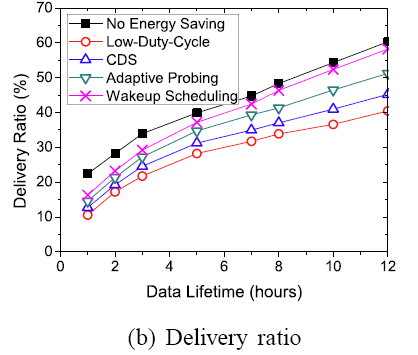 70
60
50
40
30
20
10
0
Delivery Ratio (%)
No Energy Saving
Low-Duty-Cycle
CDS
Adaptive Probing
Wakeup Scheduling
0 2 4 6 8 10 12
Data Lifetime (hours)
(b) Delivery ratio